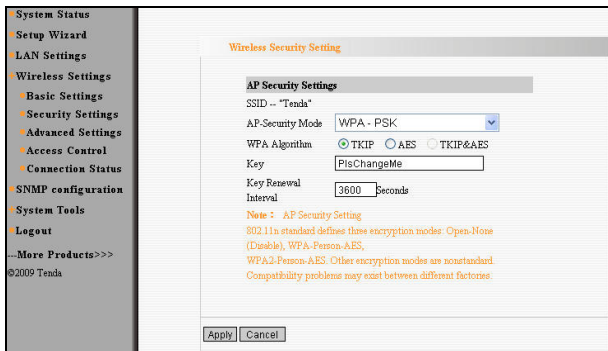 System Status
Setup Wizard
LAN Settings
Wireless Settings
Basic Settings
Security Settings
Advanced Settings
Access Control
Connection Status
SNMP configuration
System Tools
Logout
---More Products>>>
©2009 Tenda
Wireless Security Setting
AP Security Settings
SSID -- "Tenda"
AP-Security Mode WPA - PSK
WPA Algorithm TKIP AES TKIP&AES
Key PlsChangeMe
Key Renewal
Interval 3600 Seconds
Note： AP Security Setting
802.11n standard defines three encryption modes: Open-None
(Disable), WPA-Person-AES,
WPA2-Person-AES. Other encryption modes are nonstandard.
Compatibility problems may exist between different factories.
Apply Cancel